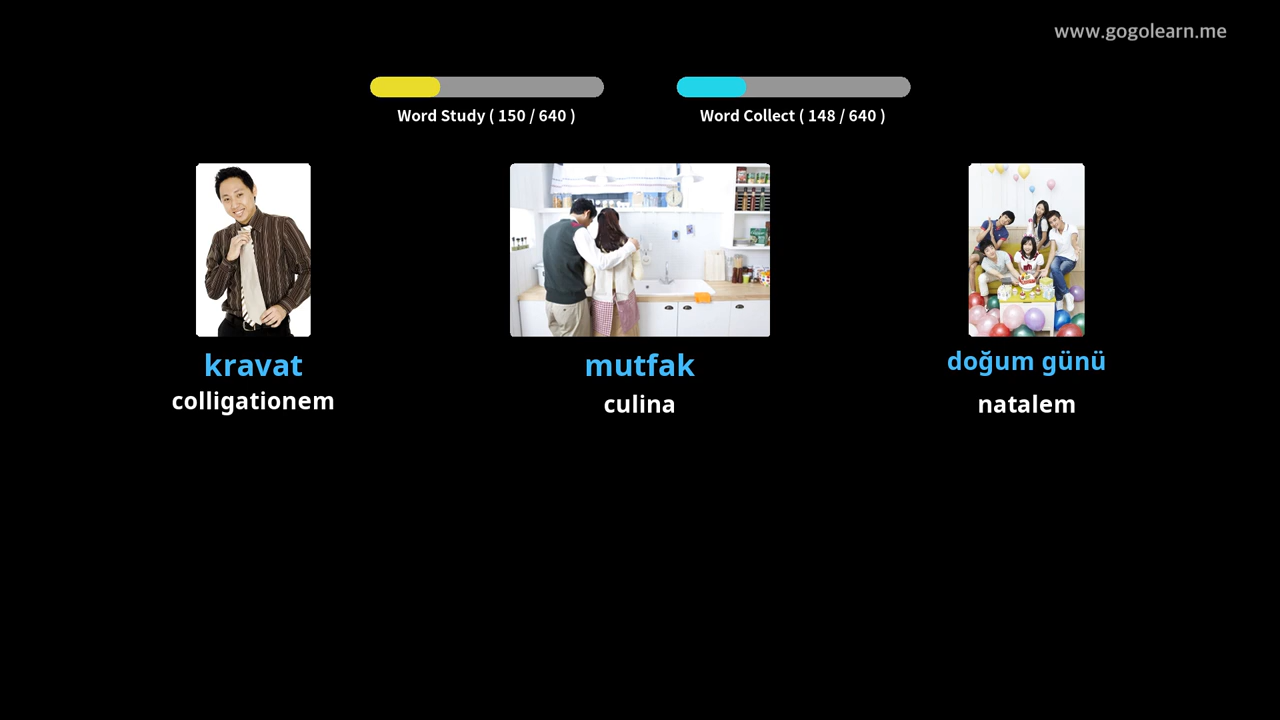 www.gogolearn.me
Word Study ( 150 / 640 )
Word Collect ( 148 / 640 )
kravat
colligationem
mutfak
culina
doğum günü
natalem